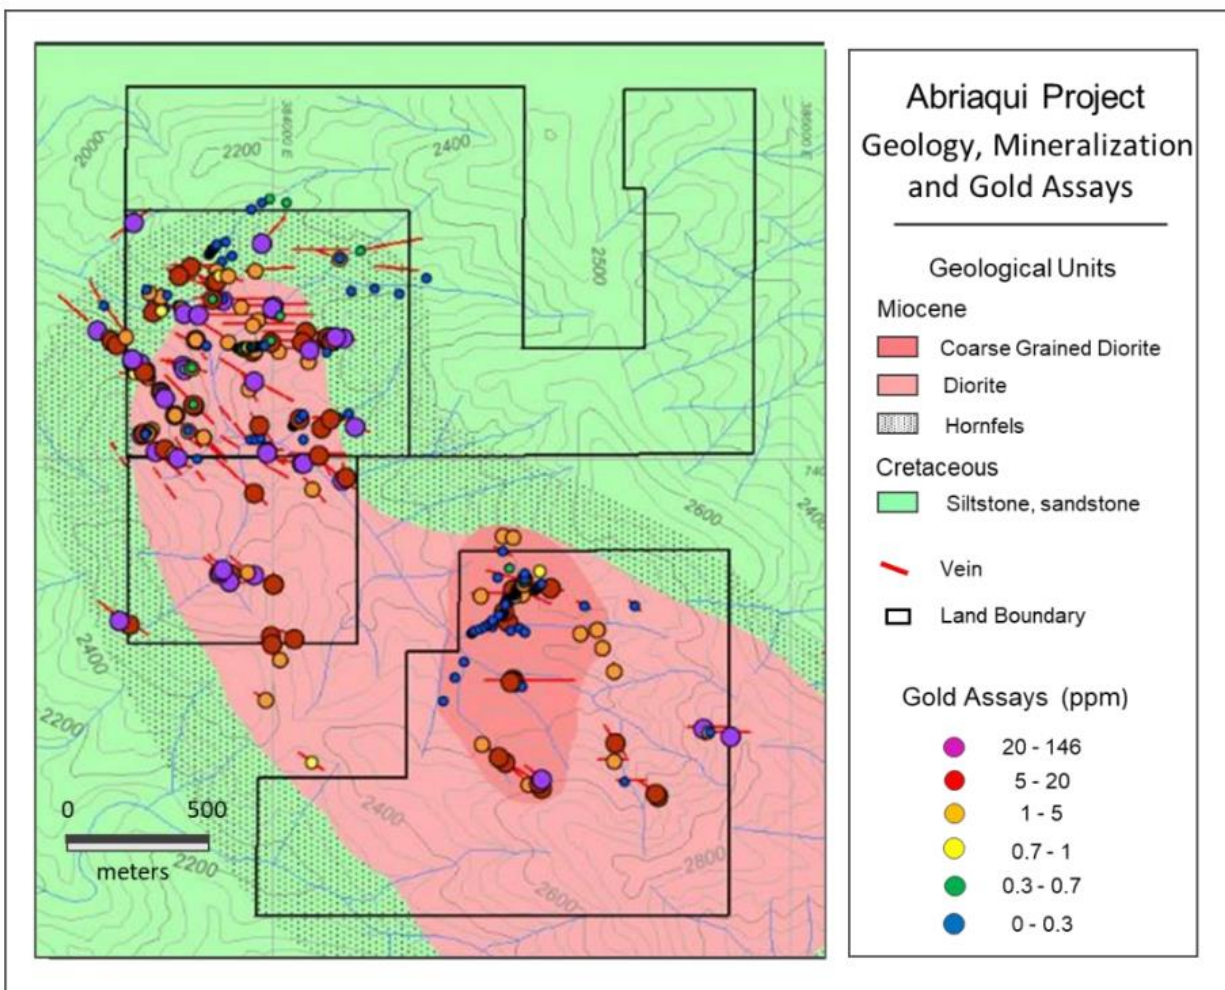 Abriaqui Project
Geology, Mineralization
and Gold Assays
Geological Units
Miocene
Coarse Grained Diorite
Diorite
Hornfels
Cretaceous
Siltstone, sandstone
Vein
Land Boundary
Gold Assays (ppm)
20 - 146
5 - 20
1 - 5
0.7 - 1
0.3 - 0.7
0 - 0.3
2000
2200
384000 E
2400
2500
2600
2400
2200
2400
2200
2600
2800
0 500
meters